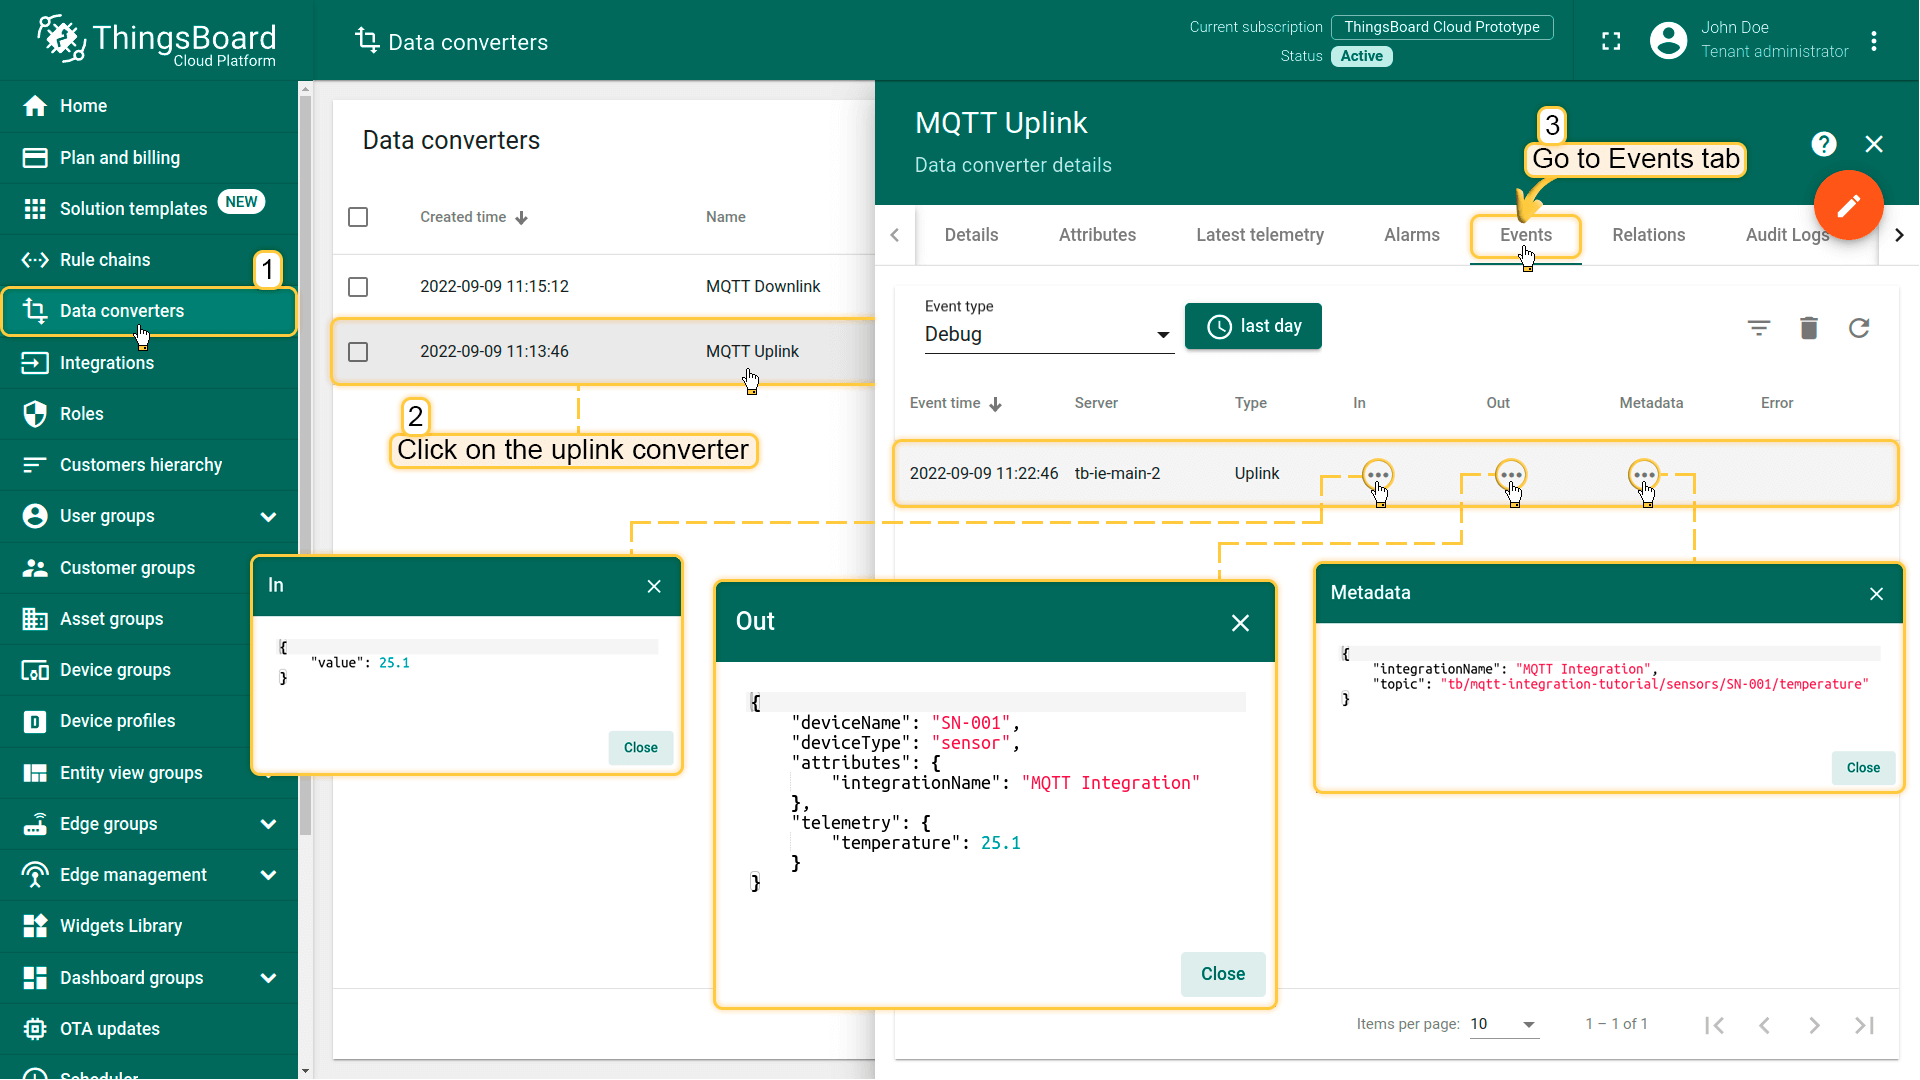 ThingsBoard
Cloud Platform
Data converters
Current subscription ThingsBoard Cloud Prototype
Status Active
John Doe
Tenant administrator
Home
Plan and billing
Solution templates NEW
Rule chains
1
Data converters
Integrations
Roles
Customers hierarchy
User groups
Customer groups
Asset groups
Device groups
Device profiles
Entity view groups
Edge groups
Edge management
Widgets Library
Dashboard groups
OTA updates
Scheduler
Data converters
Created time Name
2022-09-09 11:15:12 MQTT Downlink
2022-09-09 11:13:46 MQTT Uplink
2
Click on the uplink converter
MQTT Uplink
Data converter details
3
Go to Events tab
Details Attributes Latest telemetry Alarms Events Relations Audit Logs
Event type
Debug
last day
Event time Server Type In Out Metadata Error
2022-09-09 11:22:46 tb-ie-main-2 Uplink
In
{
"value": 25.1
}
Close
Out
{
"deviceName": "SN-001",
"deviceType": "sensor",
"attributes": {
"integrationName": "MQTT Integration"
},
"telemetry": {
"temperature": 25.1
}
}
Close
Metadata
{
"integrationName": "MQTT Integration",
"topic": "tb/mqtt-integration-tutorial/sensors/SN-001/temperature"
}
Close
Items per page: 10 1 – 1 of 1